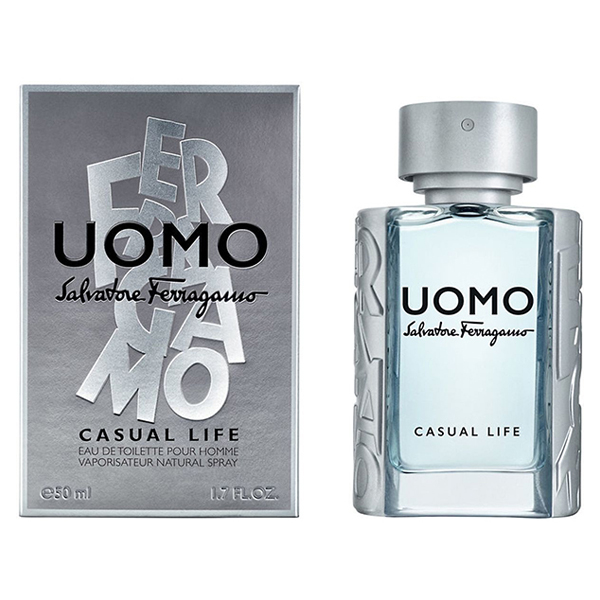 FERRAGAMO
UOMO
Salvatore Ferragamo
CASUAL LIFE
EAU DE TOILETTE POUR HOMME
VAPORISATEUR NATURAL SPRAY
℮50 ml 1.7 FL.OZ.
UOMO
Salvatore Ferragamo
CASUAL LIFE